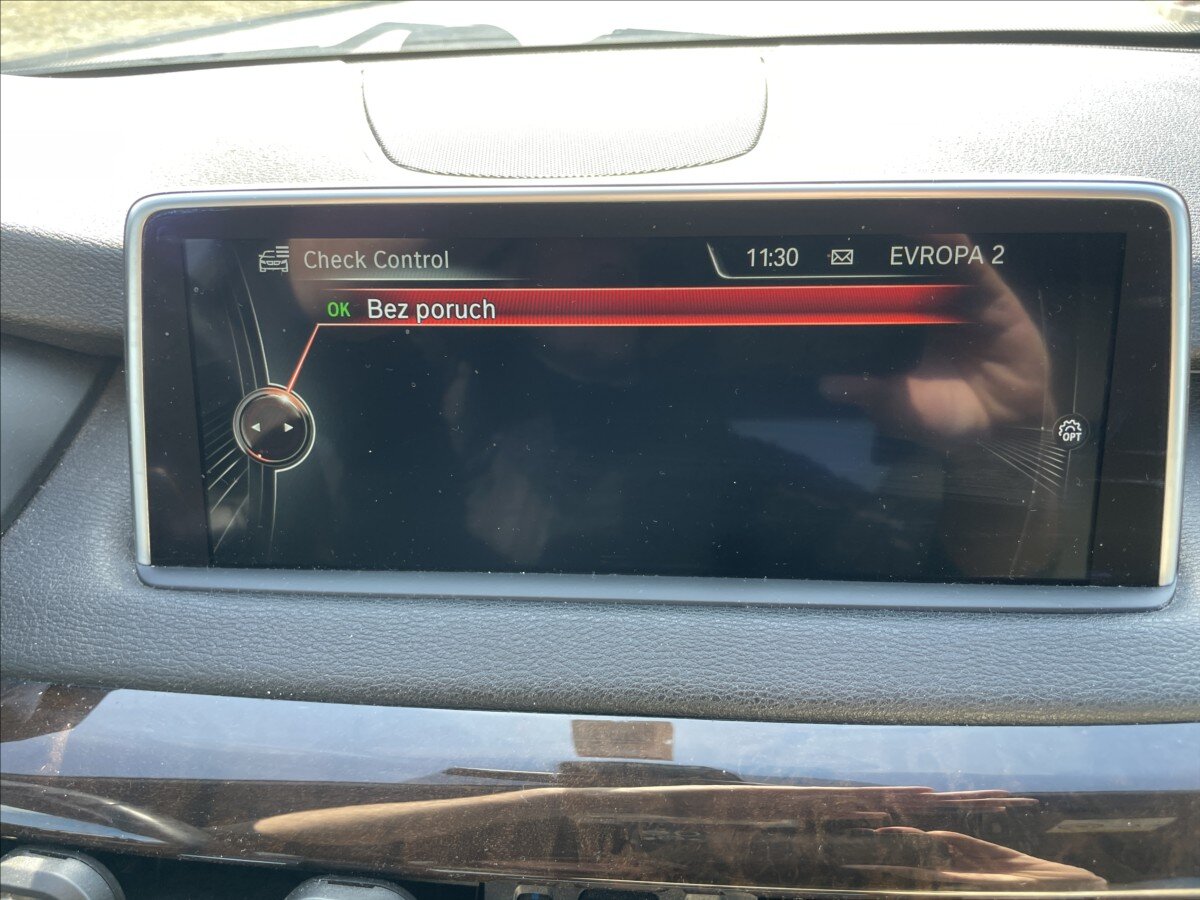 Check Control 11:30 EVROPA 2
OK Bez poruch
OPT